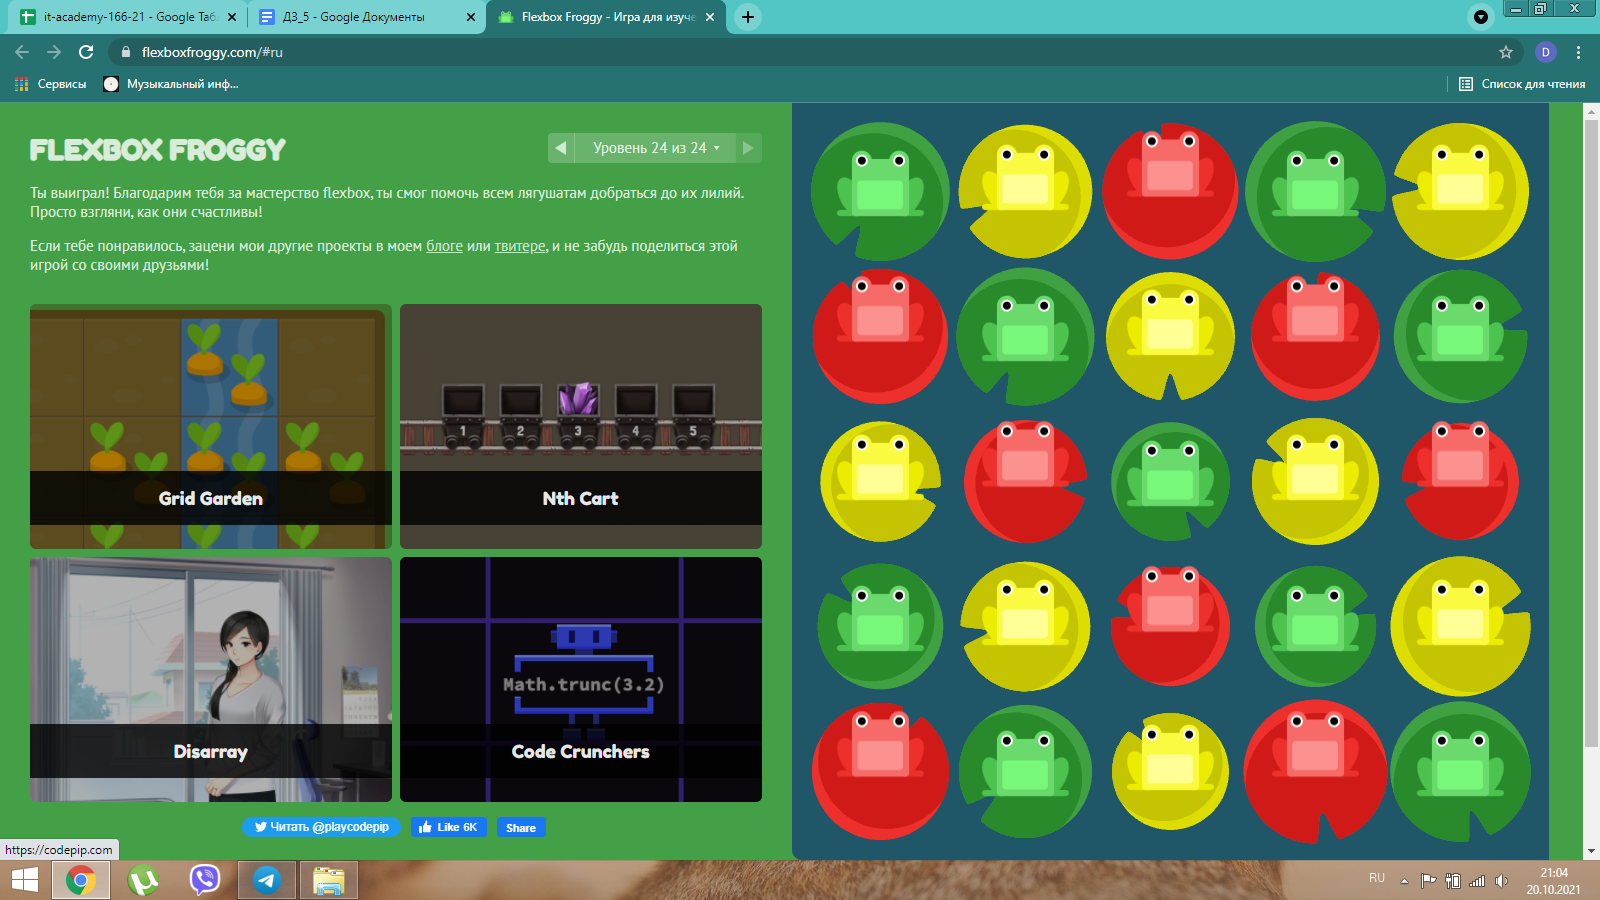 it-academy-166-21 - Google Таб
ДЗ_5 - Google Документы
Flexbox Froggy - Игра для изуче
flexboxfroggy.com/#ru
D
Сервисы
Музыкальный инф...
Список для чтения
FLEXBOX FROGGY
Уровень 24 из 24
Ты выиграл! Благодарим тебя за мастерство flexbox, ты смог помочь всем лягушатам добраться до их лилий.
Просто взгляни, как они счастливы!
Если тебе понравилось, зацени мои другие проекты в моем блоге или твитере, и не забудь поделиться этой
игрой со своими друзьями!
1 2 3 4 5
Grid Garden
Nth Cart
Math.trunc(3.2)
Disarray
Code Crunchers
Читать @playcodepip
Like 6K
Share
https://codepip.com
RU
21:04
20.10.2021